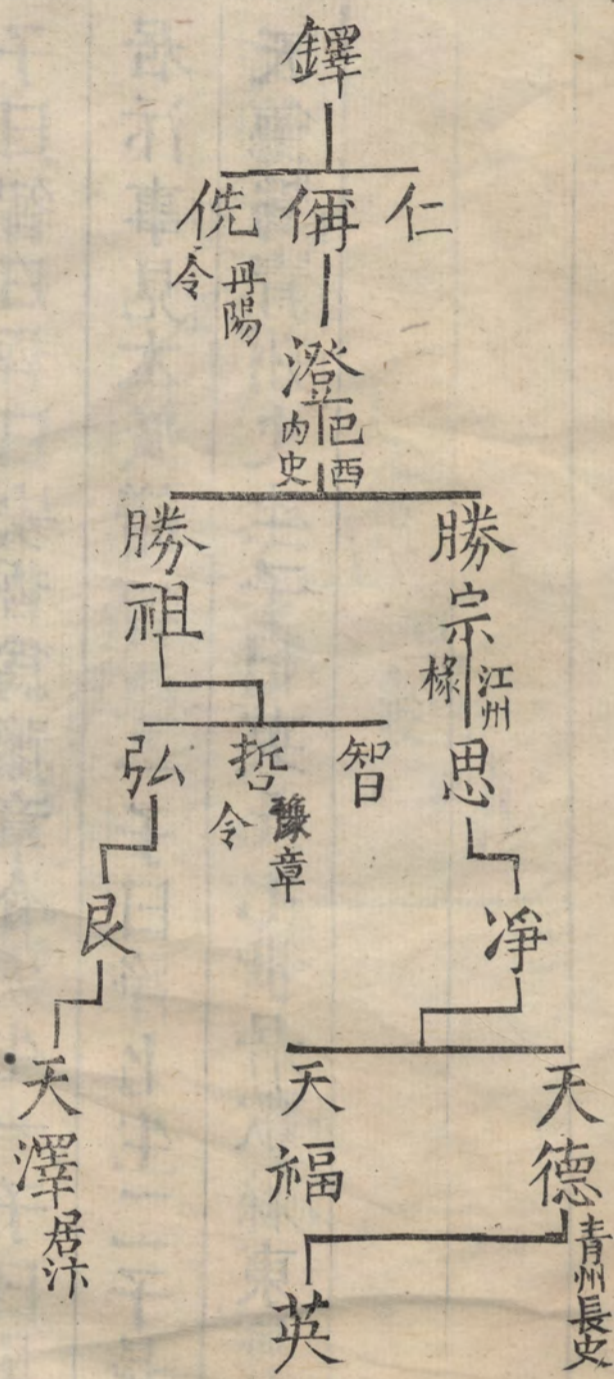 鐸
仁
偁
侁
丹陽令
澄
巴西內史
勝宗
江州椽
勝祖
思
智
哲
豫章令
弘
淨
艮
天德
青州長史
天福
天澤
居汴
英